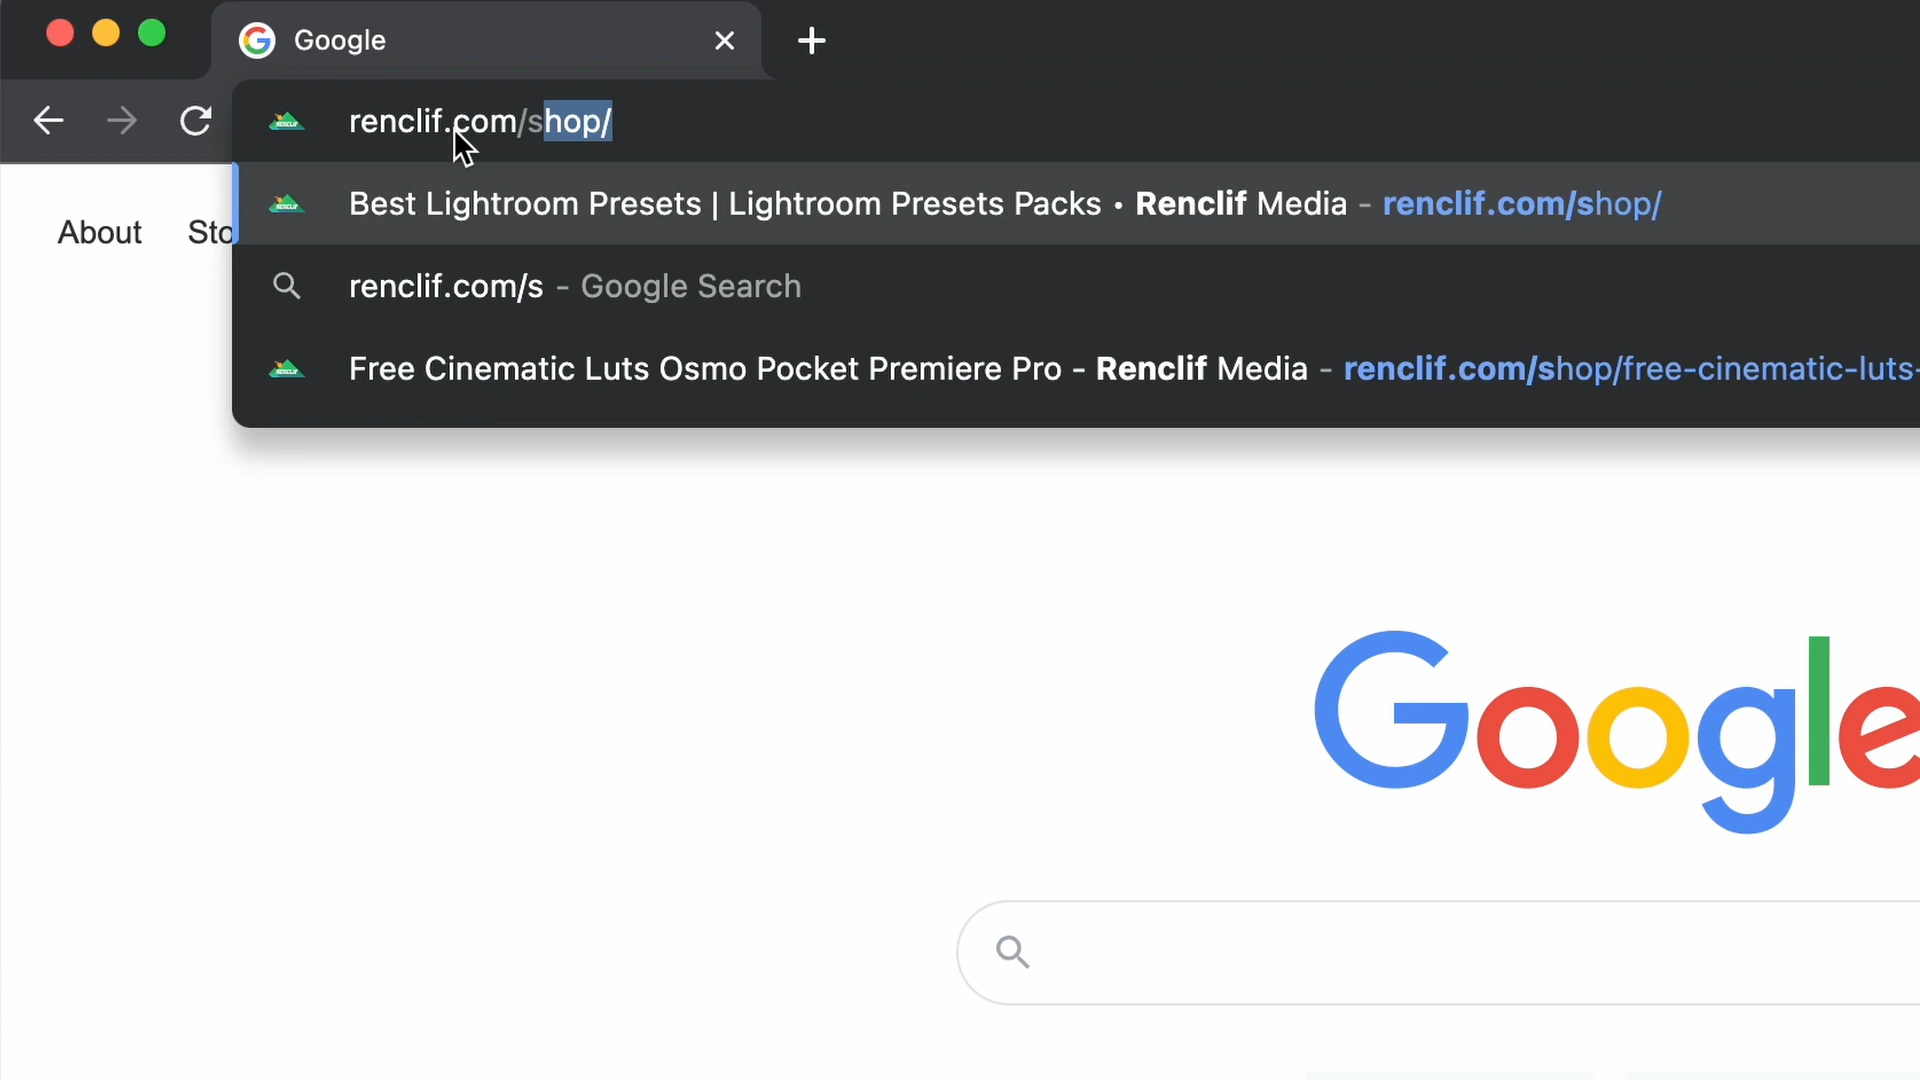 Google
renclif.com/shop/
Best Lightroom Presets | Lightroom Presets Packs • Renclif Media - renclif.com/shop/
renclif.com/s - Google Search
Free Cinematic Luts Osmo Pocket Premiere Pro - Renclif Media - renclif.com/shop/free-cinematic-luts-
About Sto
Google